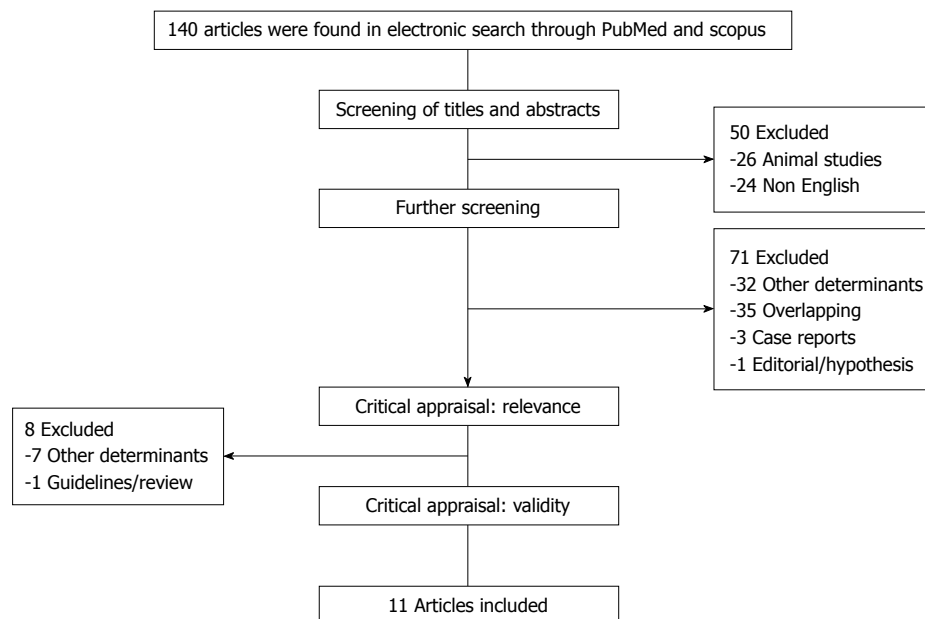 140 articles were found in electronic search through PubMed and scopus
Screening of titles and abstracts
50 Excluded
-26 Animal studies
-24 Non English
Further screening
71 Excluded
-32 Other determinants
-35 Overlapping
-3 Case reports
-1 Editorial/hypothesis
Critical appraisal: relevance
8 Excluded
-7 Other determinants
-1 Guidelines/review
Critical appraisal: validity
11 Articles included